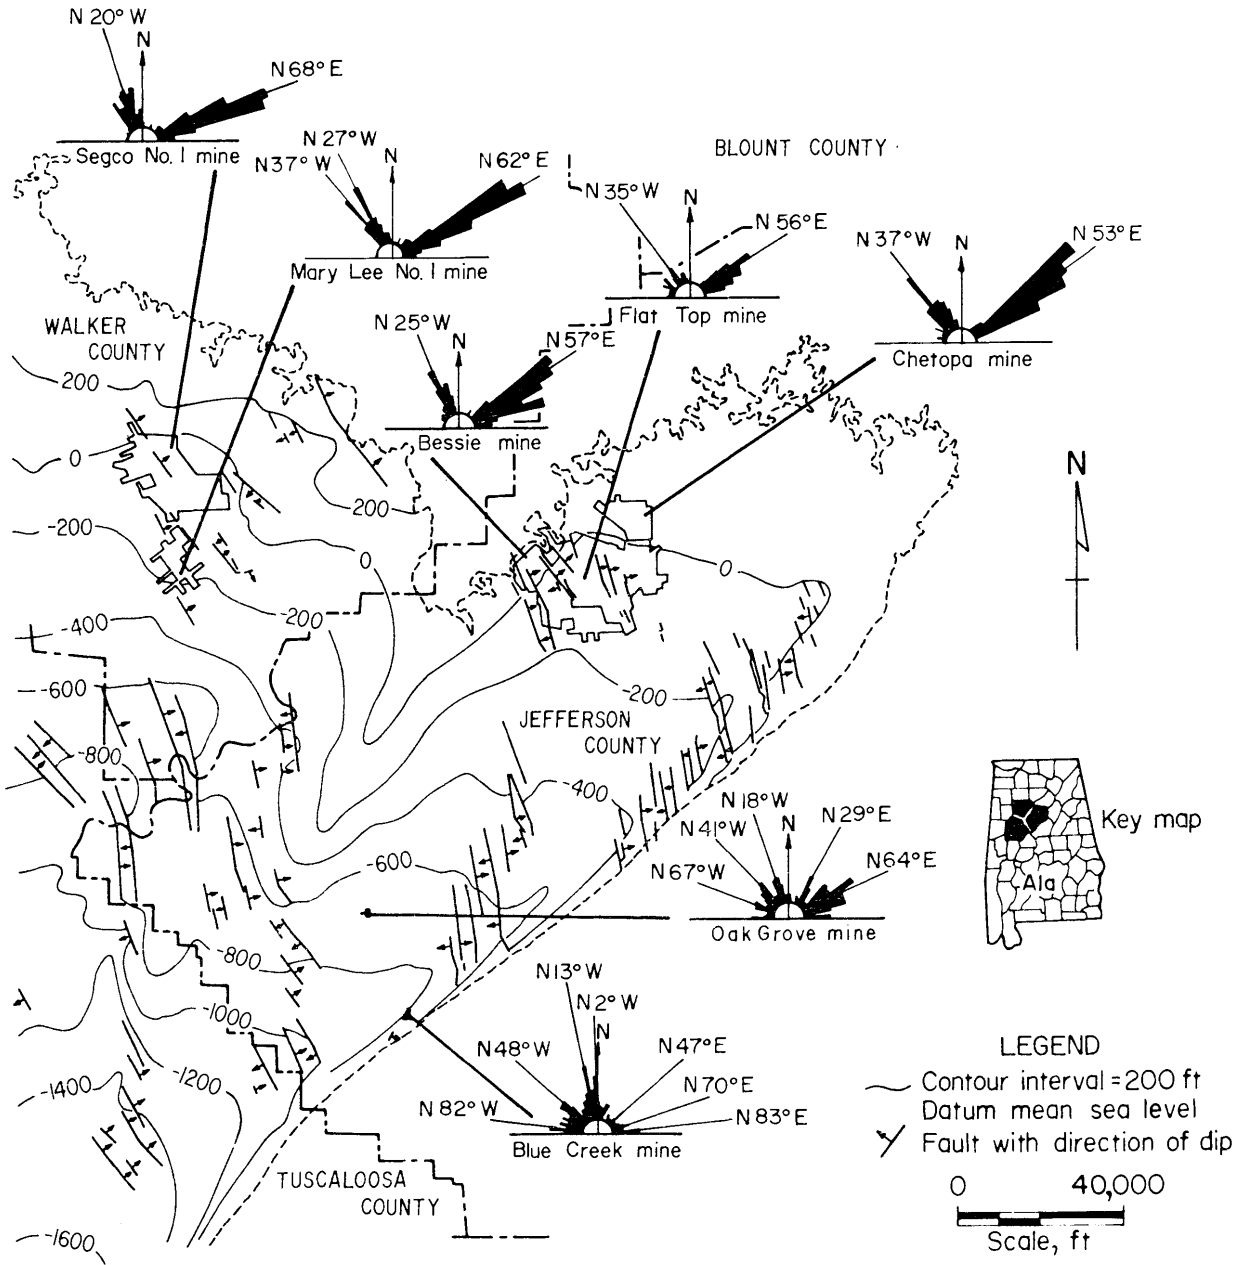 N 20° W
N
N 68° E
Segco No. 1 mine
N 27° W
N 37° W
N
N 62° E
Mary Lee No. 1 mine
BLOUNT COUNTY
N 35° W
N
N 56° E
Flat Top mine
N 37° W
N
N 53° E
Chetopa mine
N 25° W
N
N 57° E
Bessie mine
WALKER
COUNTY
200
0
-200
200
0
-200
-400
-600
-800
0
-200
N
JEFFERSON
COUNTY
-400
-600
N 18° W
N 41° W
N 67° W
N
N 29° E
N 64° E
Oak Grove mine
Key map
Ala
-800
-1000
-1200
-1400
-1600
N 13° W
N 2° W
N
N 48° W
N 82° W
N 47° E
N 70° E
N 83° E
Blue Creek mine
TUSCALOOSA
COUNTY
LEGEND
Contour interval = 200 ft
Datum mean sea level
Fault with direction of dip
0 40,000
Scale, ft